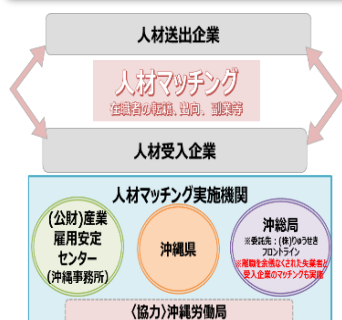 人材送出企業
人材マッチング
在職者の転籍、出向、副業等
人材受入企業
人材マッチング実施機関
(公財)産業
雇用安定
センター
(沖縄事務所)
沖縄県
沖総局
※委託先：(株)りゅうせき
フロントライン
※離職を余儀なくされた失業者と
受入企業のマッチングも実施
〈協力〉沖縄労働局